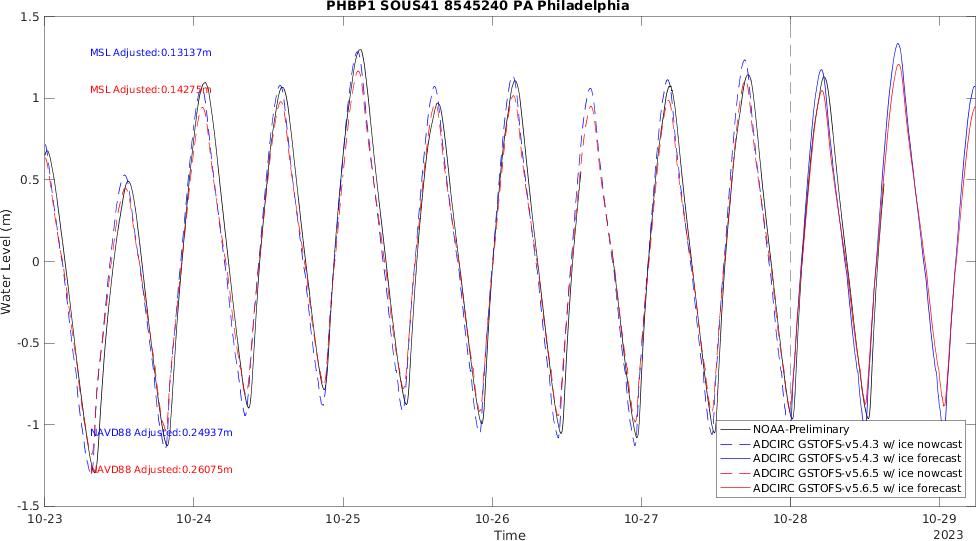 PHBP1 SOUS41 8545240 PA Philadelphia
1.5
1
0.5
0
-0.5
-1
-1.5
Water Level (m)
MSL Adjusted:0.13137m
MSL Adjusted:0.14275m
NAVD88 Adjusted:0.24937m
NAVD88 Adjusted:0.26075m
NOAA-Preliminary
ADCIRC GSTOFS-v5.4.3 w/ ice nowcast
ADCIRC GSTOFS-v5.4.3 w/ ice forecast
ADCIRC GSTOFS-v5.6.5 w/ ice nowcast
ADCIRC GSTOFS-v5.6.5 w/ ice forecast
10-23 10-24 10-25 10-26 10-27 10-28 10-29
2023
Time